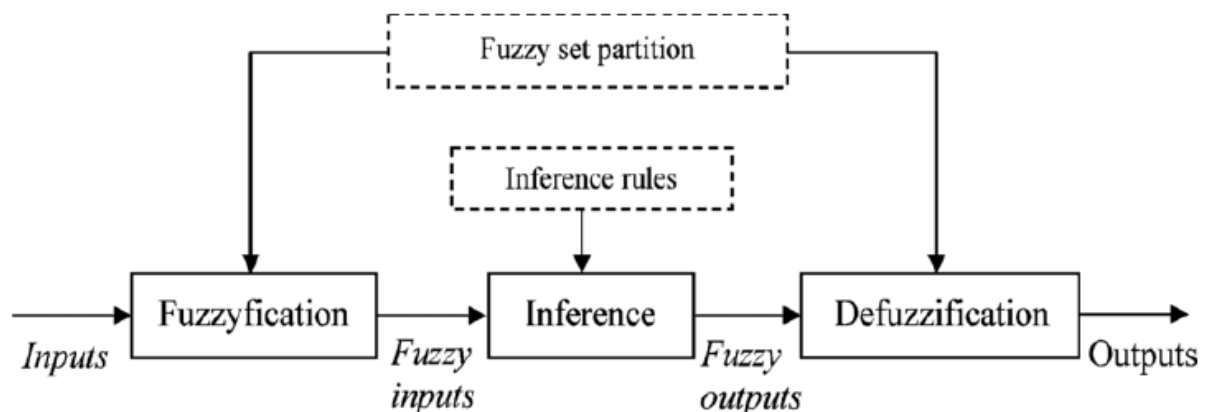 Fuzzy set partition
Inference rules
Fuzzyfication
Inference
Defuzzification
Inputs
Fuzzy
inputs
Fuzzy
outputs
Outputs